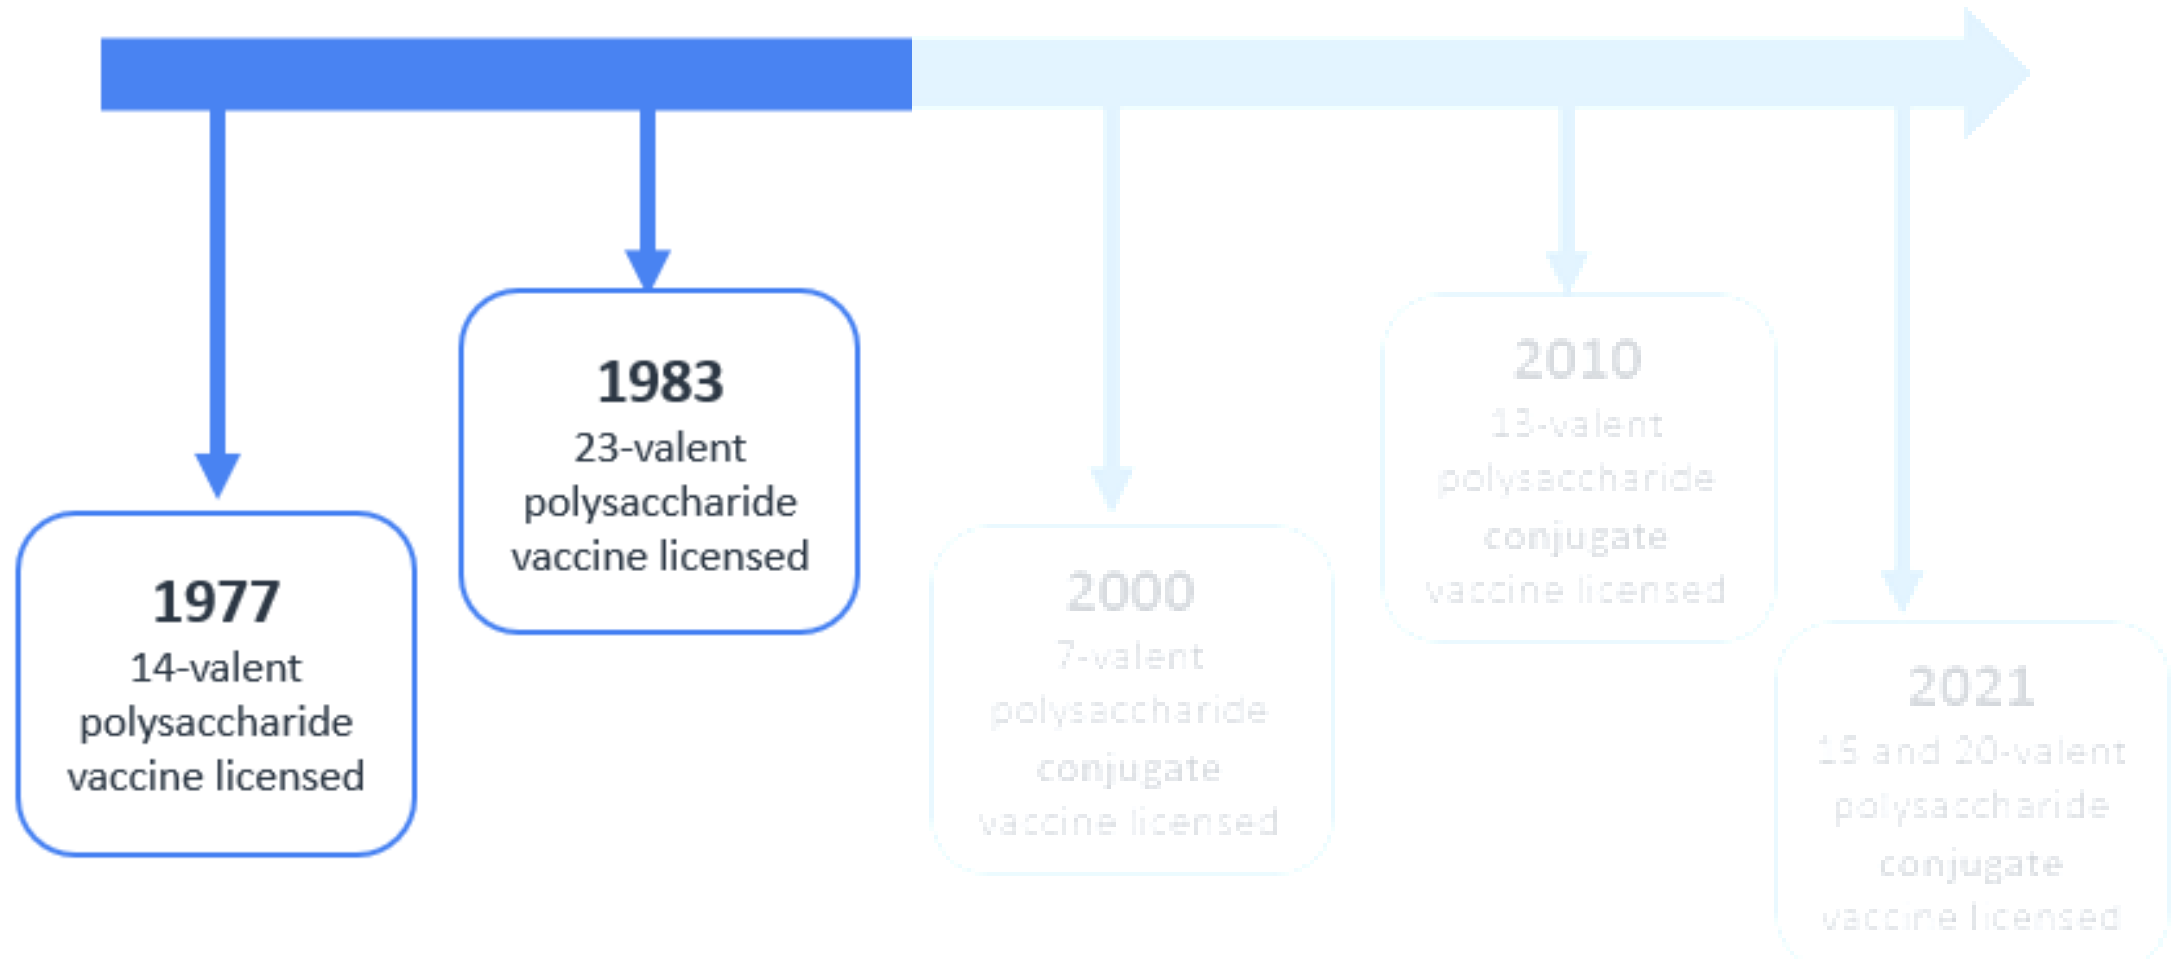 1977
14-valent
polysaccharide
vaccine licensed
1983
23-valent
polysaccharide
vaccine licensed
2000
7-valent
polysaccharide
conjugate
vaccine licensed
2010
13-valent
polysaccharide
conjugate
vaccine licensed
2021
15 and 20-valent
polysaccharide
conjugate
vaccine licensed